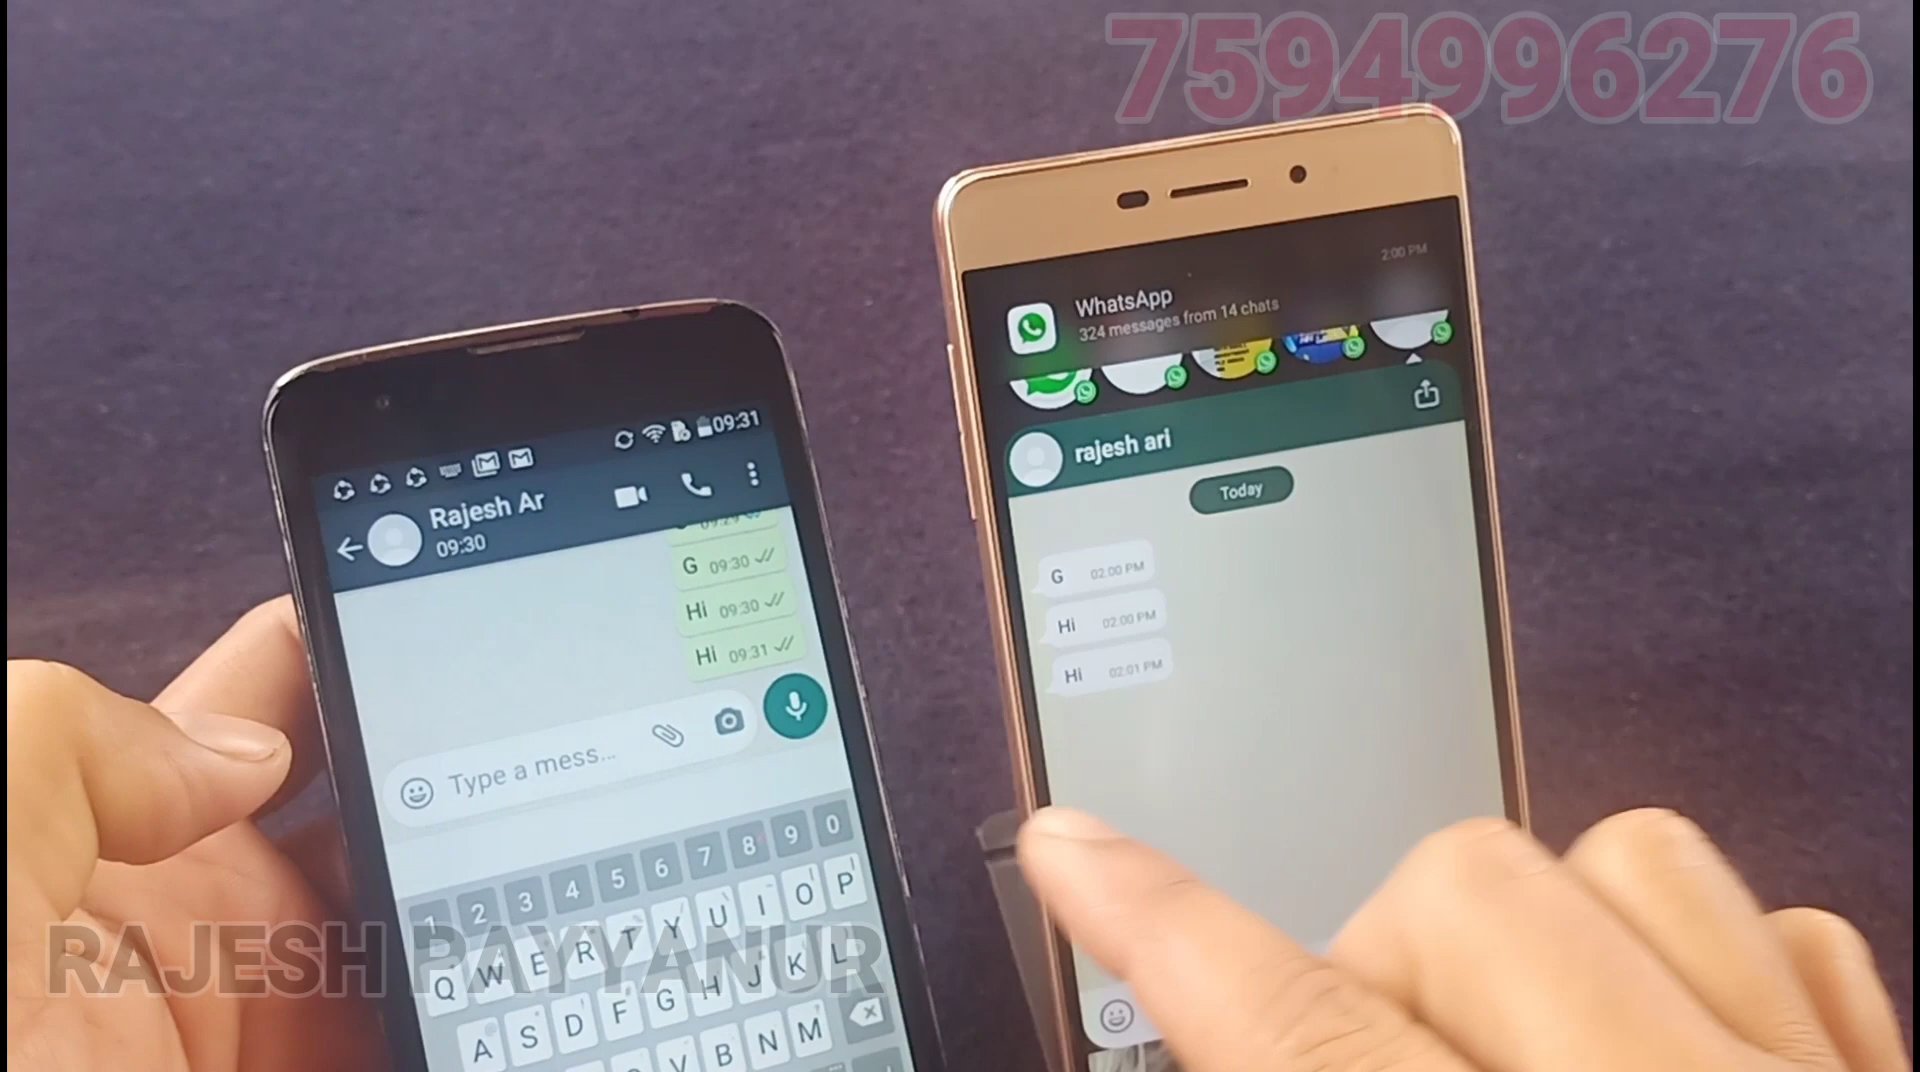 7594996276
2:00 PM
WhatsApp
324 messages from 14 chats
rajesh ari
Today
G 02:00 PM
Hi 02:00 PM
Hi 02:01 PM
09:31
Rajesh Ar
09:30
09:29
G 09:30
Hi 09:30
Hi 09:31
Type a mess...
1 2 3 4 5 6 7 8 9 0
Q W E R T Y U I O P
A S D F G H J K L
V B N M
RAJESH PAYYANUR